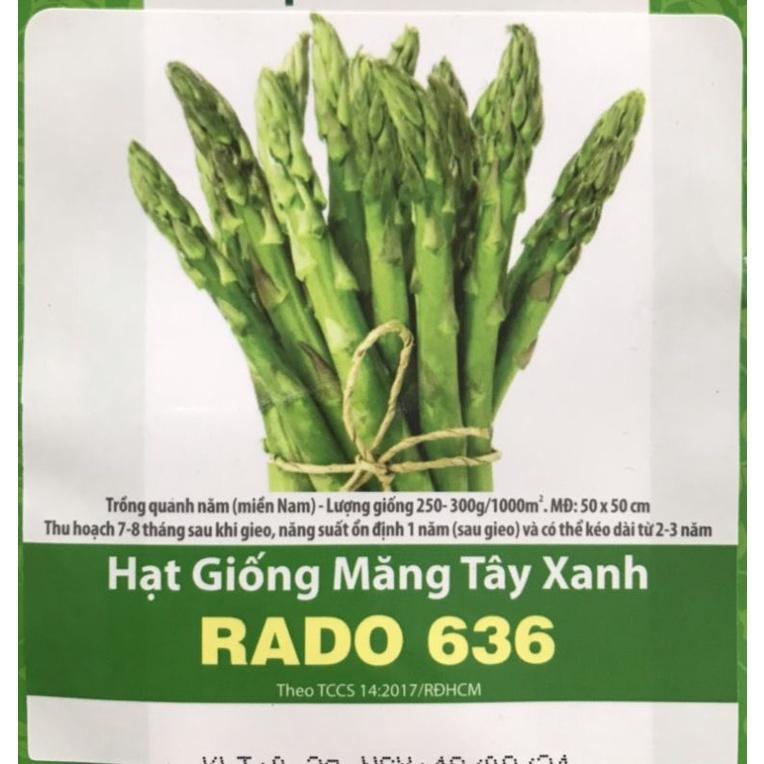 Trồng quanh năm (miền Nam) - Lượng giống 250- 300g/1000m². MĐ: 50 x 50 cm
Thu hoạch 7-8 tháng sau khi gieo, năng suất ổn định 1 năm (sau gieo) và có thể kéo dài từ 2-3 năm
Hạt Giống Măng Tây Xanh
RADO 636
Theo TCCS 14:2017/RĐHCM